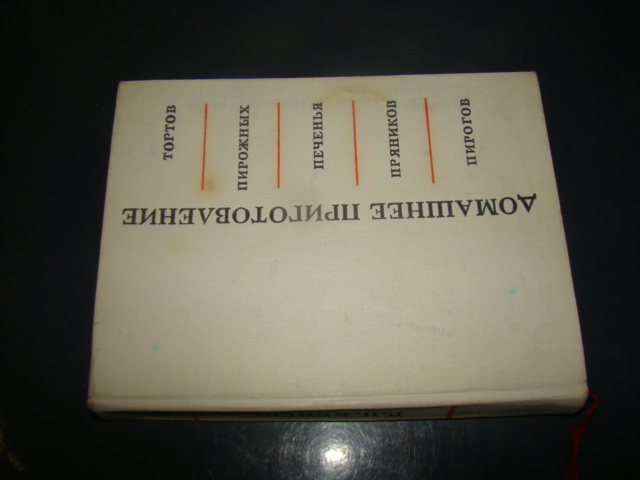 ДОМАШНЕЕ ПРИГОТОВЛЕНИЕ
ТОРТОВ
ПИРОЖНЫХ
ПЕЧЕНЬЯ
ПРЯНИКОВ
ПИРОГОВ